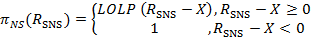 π_NS(R_SNS) = { LOLP (R_SNS − X), R_SNS − X ≥ 0
1 , R_SNS − X < 0